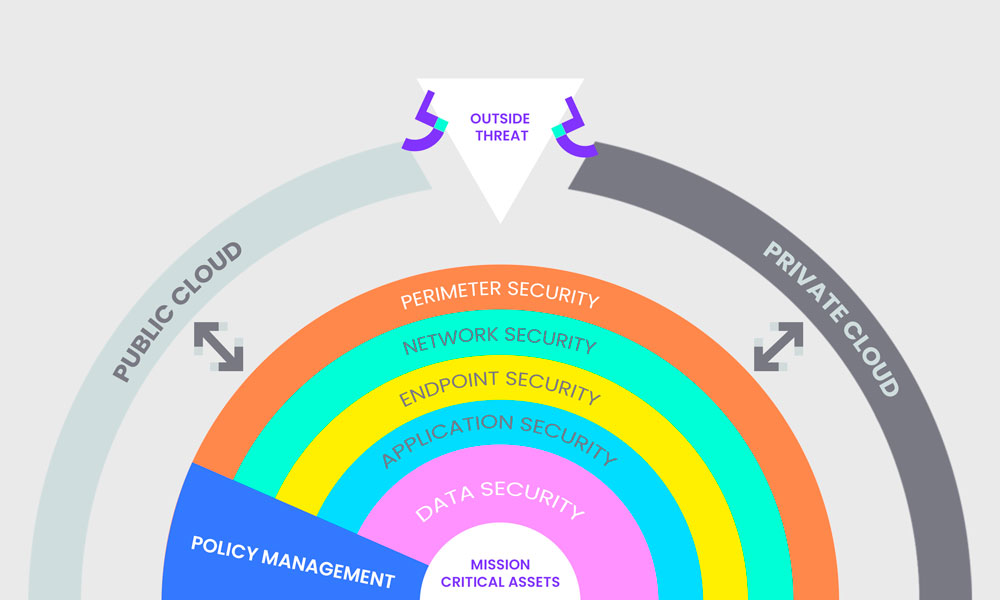 OUTSIDE
THREAT
PUBLIC CLOUD
PRIVATE CLOUD
PERIMETER SECURITY
NETWORK SECURITY
ENDPOINT SECURITY
APPLICATION SECURITY
DATA SECURITY
POLICY MANAGEMENT
MISSION
CRITICAL ASSETS